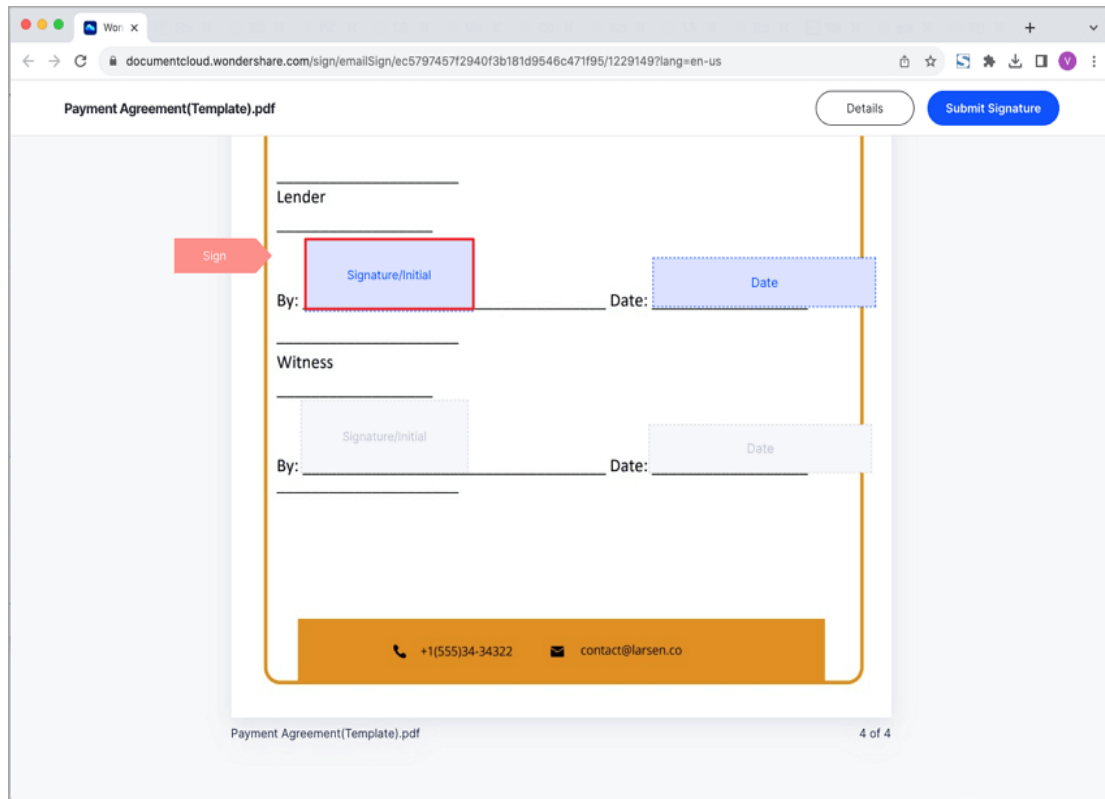 Won
documentcloud.wondershare.com/sign/emailSign/ec5797457f2940f3b181d9546c471f95/1229149?lang=en-us
V
Payment Agreement(Template).pdf
Details
Submit Signature
Lender
Sign
Signature/Initial
Date
By: Date:
Witness
Signature/Initial
Date
By: Date:
+1(555)34-34322 contact@larsen.co
Payment Agreement(Template).pdf 4 of 4